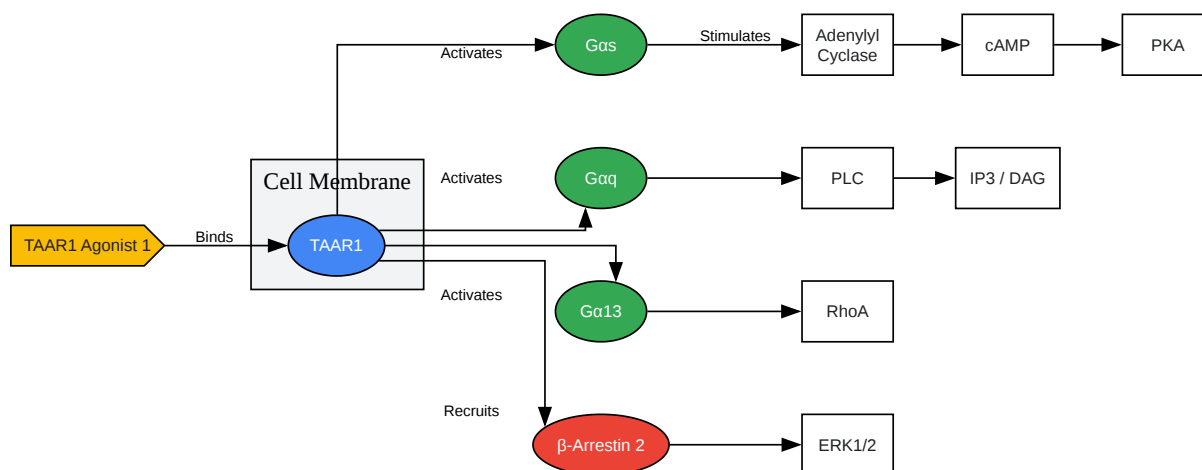 Activates
Gαs
Stimulates
Adenylyl
Cyclase
cAMP
PKA
Cell Membrane
Activates
Gαq
PLC
IP3 / DAG
TAAR1 Agonist 1
Binds
TAAR1
Activates
Gα13
RhoA
Recruits
β-Arrestin 2
ERK1/2